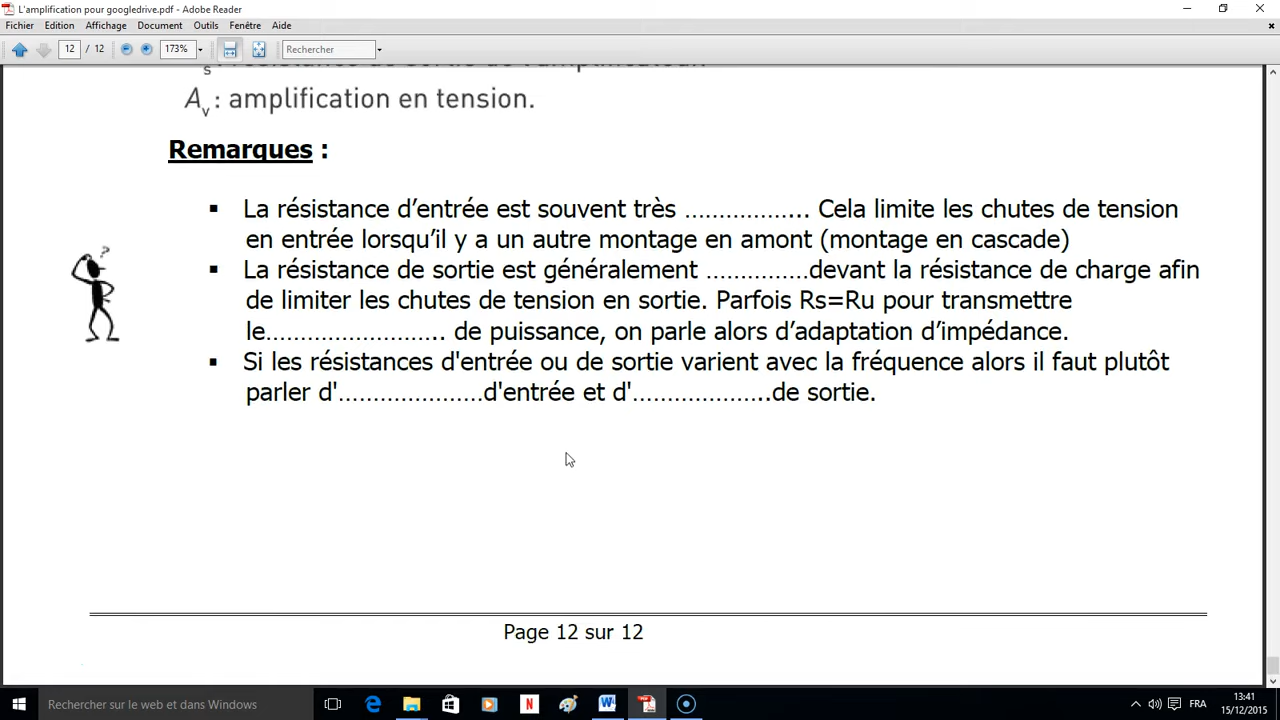 L'amplification pour googledrive.pdf - Adobe Reader
Fichier Edition Affichage Document Outils Fenêtre Aide
12 / 12 173% Rechercher
s
A
v
: amplification en tension.
Remarques :
▪ La résistance d’entrée est souvent très ……………... Cela limite les chutes de tension
en entrée lorsqu’il y a un autre montage en amont (montage en cascade)
▪ La résistance de sortie est généralement ……………devant la résistance de charge afin
de limiter les chutes de tension en sortie. Parfois Rs=Ru pour transmettre
le…………………….. de puissance, on parle alors d’adaptation d’impédance.
▪ Si les résistances d'entrée ou de sortie varient avec la fréquence alors il faut plutôt
parler d'…………………d'entrée et d'………………..de sortie.
?
Page 12 sur 12
Rechercher sur le web et dans Windows
FRA
13:41
15/12/2015